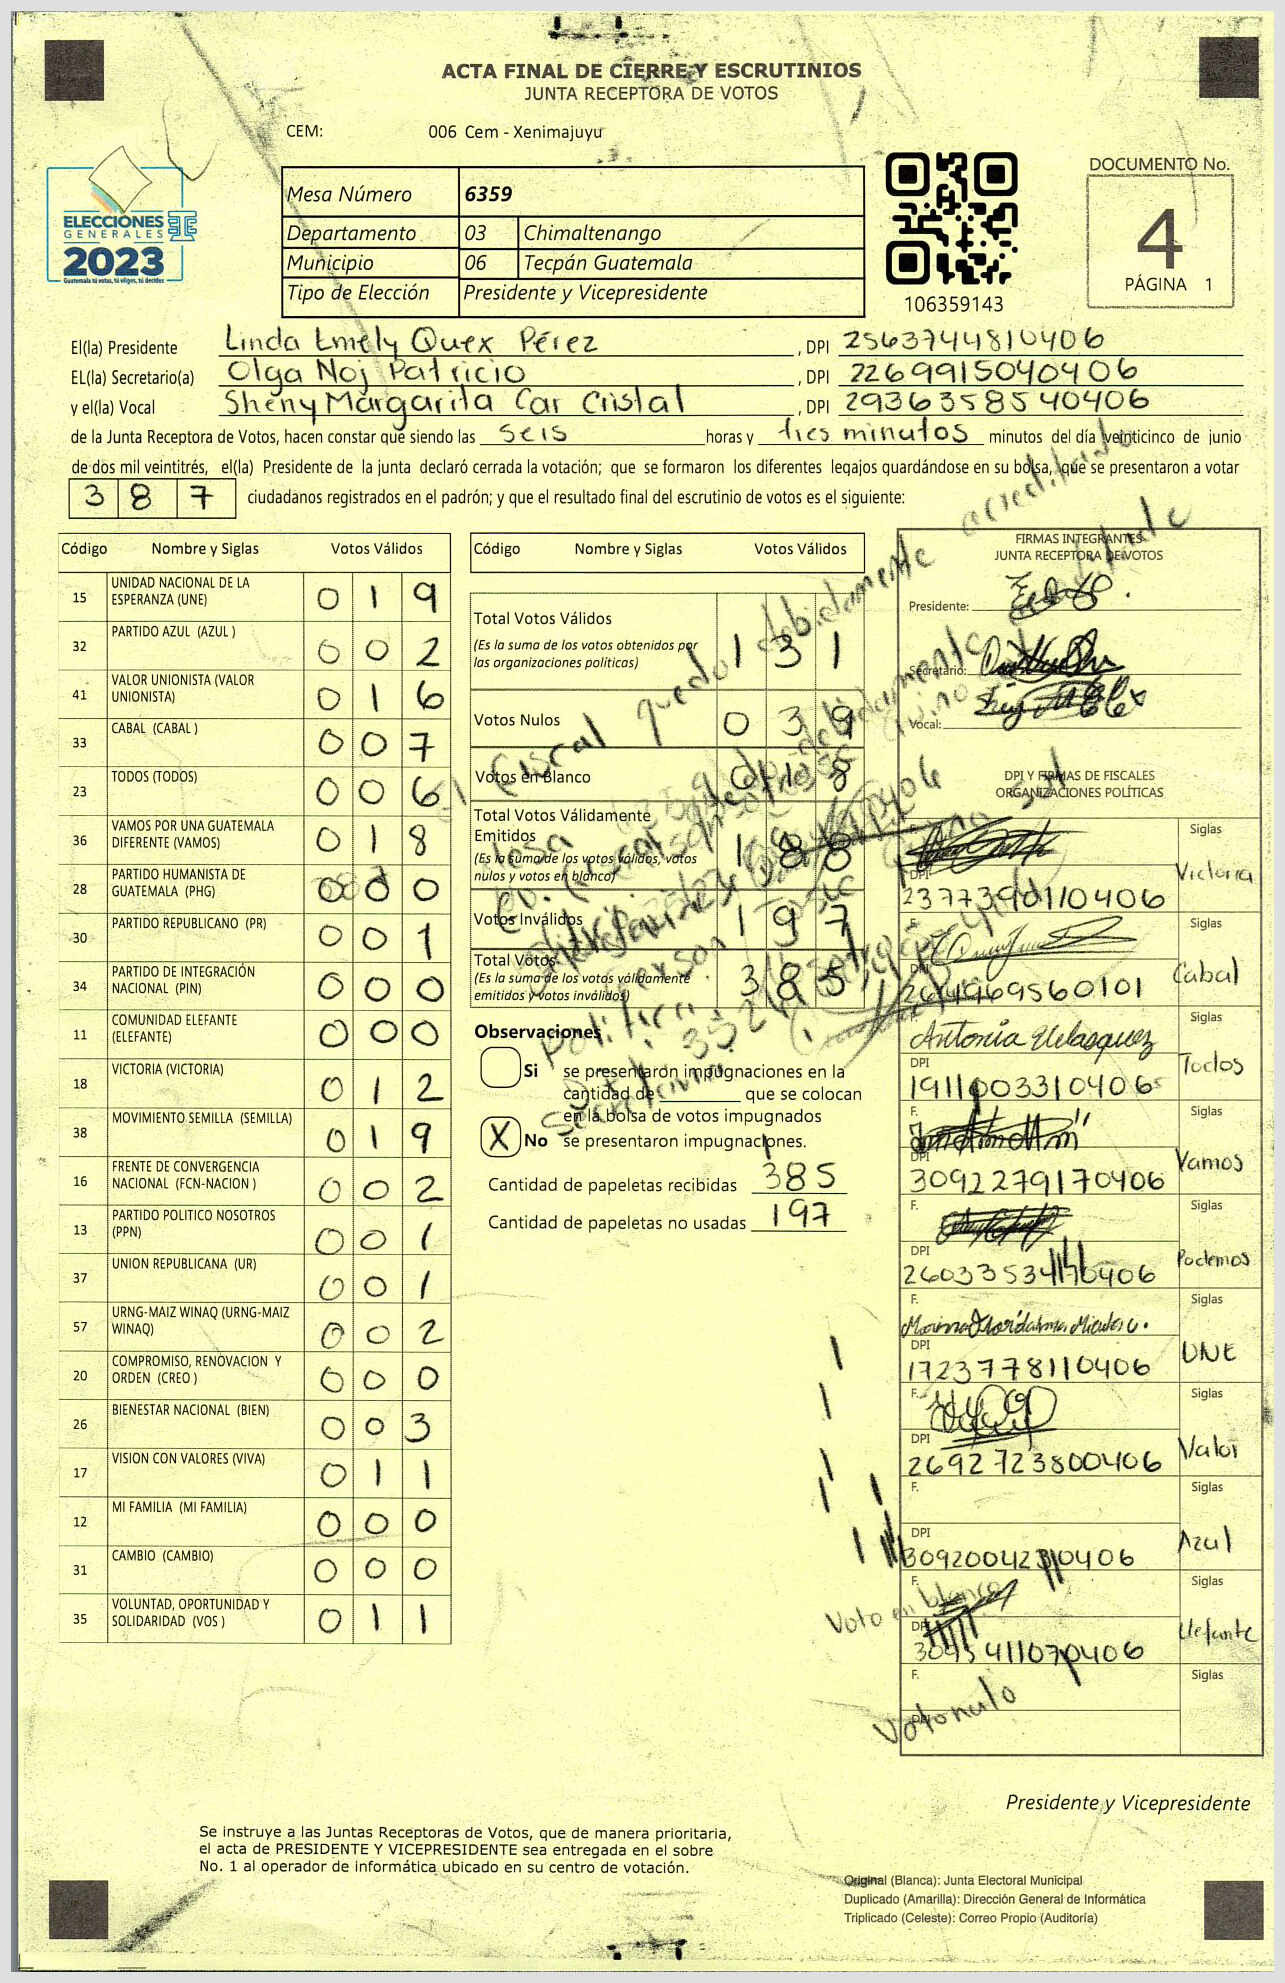 ACTA FINAL DE CIERRE Y ESCRUTINIOS
JUNTA RECEPTORA DE VOTOS
CEM: 006 Cem - Xenimajuyu
ELECCIONES
GENERALES
2023
Guatemala tú votas, tú eliges, tú decides
Mesa Número 6359
Departamento 03 Chimaltenango
Municipio 06 Tecpán Guatemala
Tipo de Elección Presidente y Vicepresidente
106359143
DOCUMENTO No.
4
PÁGINA 1
El(la) Presidente Linda Emely Quex Pérez , DPI 2563744810406
EL(la) Secretario(a) Olga Noj Patricio , DPI 2269915040406
y el(la) Vocal Sheny Margarita Car Cristal , DPI 2936358540406
de la Junta Receptora de Votos, hacen constar que siendo las seis horas y tres minutos minutos del día veinticinco de junio
de dos mil veintitrés, el(la) Presidente de la junta declaró cerrada la votación; que se formaron los diferentes legajos guardándose en su bolsa, que se presentaron a votar
3 8 7 ciudadanos registrados en el padrón; y que el resultado final del escrutinio de votos es el siguiente:
Código Nombre y Siglas Votos Válidos
15 UNIDAD NACIONAL DE LA ESPERANZA (UNE) 0 1 9
32 PARTIDO AZUL (AZUL ) 0 0 2
41 VALOR UNIONISTA (VALOR UNIONISTA) 0 1 6
33 CABAL (CABAL ) 0 0 7
23 TODOS (TODOS) 0 0 6
36 VAMOS POR UNA GUATEMALA DIFERENTE (VAMOS) 0 1 8
28 PARTIDO HUMANISTA DE GUATEMALA (PHG) 0 0 0
30 PARTIDO REPUBLICANO (PR) 0 0 1
34 PARTIDO DE INTEGRACIÓN NACIONAL (PIN) 0 0 0
11 COMUNIDAD ELEFANTE (ELEFANTE) 0 0 0
18 VICTORIA (VICTORIA) 0 1 2
38 MOVIMIENTO SEMILLA (SEMILLA) 0 1 9
16 FRENTE DE CONVERGENCIA NACIONAL (FCN-NACION ) 0 0 2
13 PARTIDO POLITICO NOSOTROS (PPN) 0 0 1
37 UNION REPUBLICANA (UR) 0 0 1
57 URNG-MAIZ WINAQ (URNG-MAIZ WINAQ) 0 0 2
20 COMPROMISO, RENOVACION Y ORDEN (CREO ) 0 0 0
26 BIENESTAR NACIONAL (BIEN) 0 0 3
17 VISION CON VALORES (VIVA) 0 1 1
12 MI FAMILIA (MI FAMILIA) 0 0 0
31 CAMBIO (CAMBIO) 0 0 0
35 VOLUNTAD, OPORTUNIDAD Y SOLIDARIDAD (VOS ) 0 1 1
Código Nombre y Siglas Votos Válidos
Total Votos Válidos 1 3 1
(Es la suma de los votos obtenidos por
las organizaciones políticas)
Votos Nulos 0 3 9
Votos en Blanco 0 1 8
Total Votos Válidamente
Emitidos 1 8 8
(Es la suma de los votos válidos, votos
nulos y votos en blanco)
Votos Inválidos 1 9 7
Total Votos 3 8 5
(Es la suma de los votos válidamente
emitidos y votos inválidos)
El fiscal quedo debidamente acreditado
Observaciones
Si se presentaron impugnaciones en la
cantidad de que se colocan
en la bolsa de votos impugnados
X No se presentaron impugnaciones.
Cantidad de papeletas recibidas 385
Cantidad de papeletas no usadas 197
FIRMAS INTEGRANTES
JUNTA RECEPTORA DE VOTOS
Presidente:
Secretario:
Vocal:
DPI Y FIRMAS DE FISCALES
ORGANIZACIONES POLÍTICAS
F. Siglas
DPI 2377390110406 Victoria
F. Siglas
DPI 264969560101 Cabal
F. Antonia Velasquez Siglas
DPI 1911003310406 Todos
F. Siglas
DPI 3092279170406 Vamos
F. Siglas
DPI Podemos
F. Siglas
DPI 1723778110406 UNE
F. Siglas
DPI 2692723800406 Valor
F. Siglas
DPI Azul
F. Siglas
DPI Elefante
F. Siglas
DPI
Voto en blanco
Voto nulo
Presidente y Vicepresidente
Se instruye a las Juntas Receptoras de Votos, que de manera prioritaria,
el acta de PRESIDENTE Y VICEPRESIDENTE sea entregada en el sobre
No. 1 al operador de informática ubicado en su centro de votación.
Original (Blanca): Junta Electoral Municipal
Duplicado (Amarilla): Dirección General de Informática
Triplicado (Celeste): Correo Propio (Auditoría)